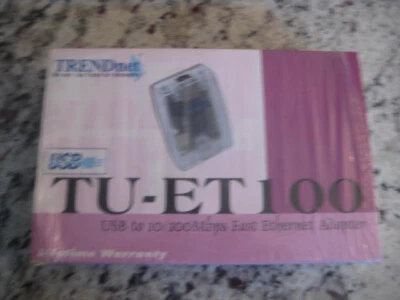 TRENDnet
USB
TU-ET100
USB to 10/100Mbps Fast Ethernet Adapter
Lifetime Warranty